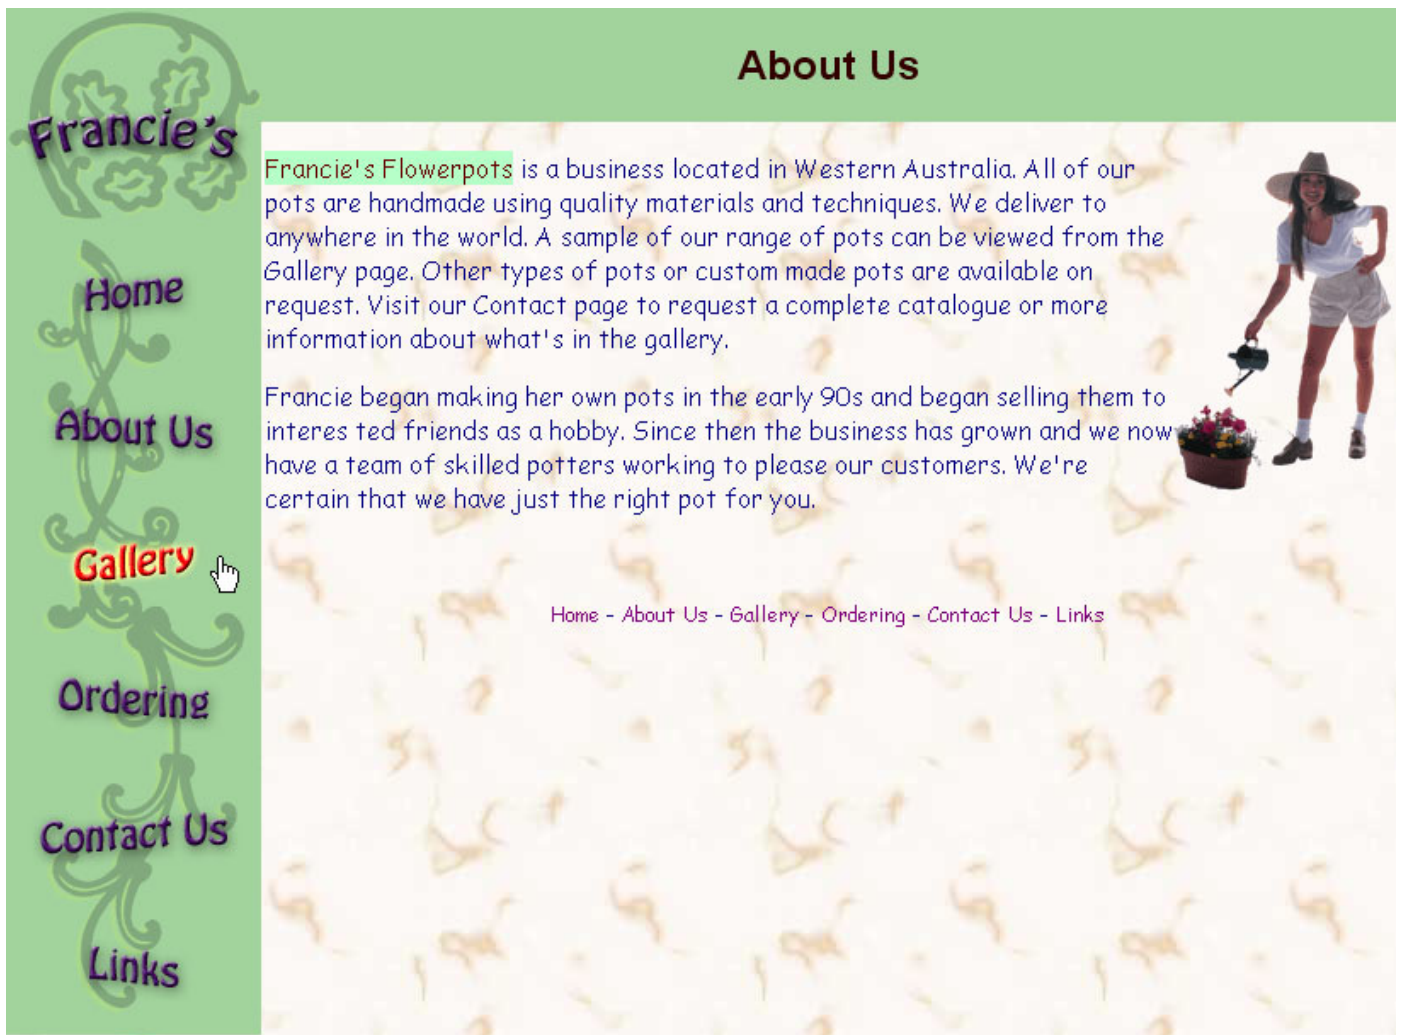 Francie's
Home
About Us
Gallery
Ordering
Contact Us
Links
About Us
Francie's Flowerpots is a business located in Western Australia. All of our
pots are handmade using quality materials and techniques. We deliver to
anywhere in the world. A sample of our range of pots can be viewed from the
Gallery page. Other types of pots or custom made pots are available on
request. Visit our Contact page to request a complete catalogue or more
information about what's in the gallery.
Francie began making her own pots in the early 90s and began selling them to
interes ted friends as a hobby. Since then the business has grown and we now
have a team of skilled potters working to please our customers. We're
certain that we have just the right pot for you.
Home - About Us - Gallery - Ordering - Contact Us - Links